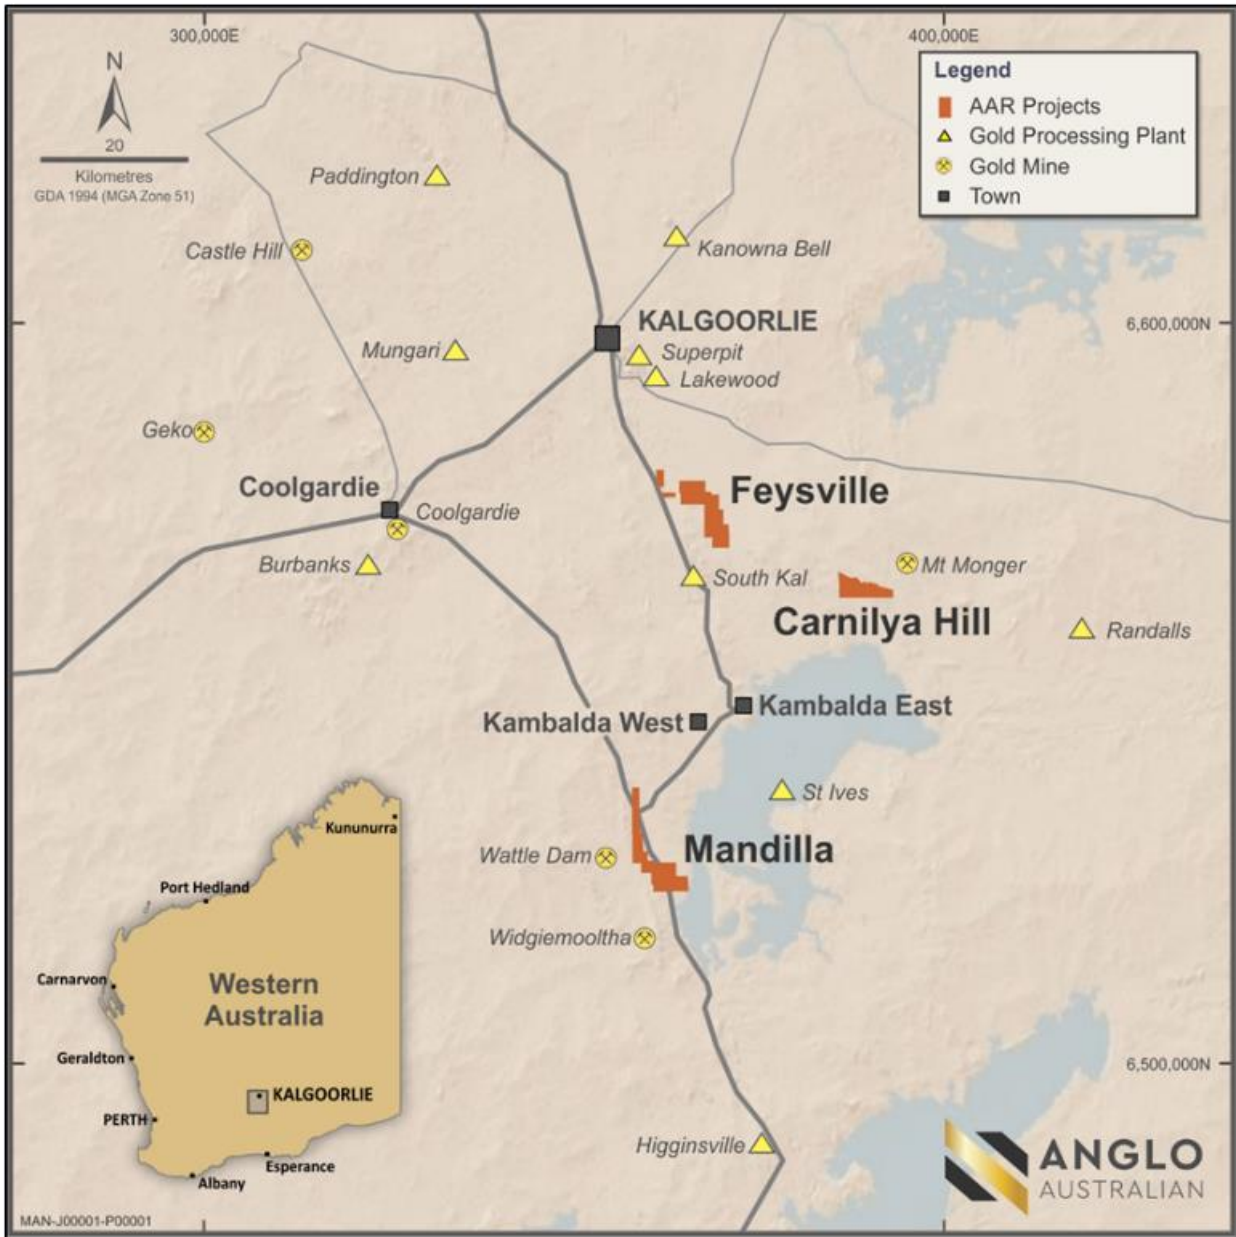 300,000E
400,000E
N
20
Kilometres
GDA 1994 (MGA Zone 51)
Legend
AAR Projects
Gold Processing Plant
Gold Mine
Town
Paddington
Castle Hill
Kanowna Bell
KALGOORLIE
6,600,000N
Mungari
Superpit
Lakewood
Geko
Coolgardie
Coolgardie
Feysville
Burbanks
South Kal
Mt Monger
Carnilya Hill
Randalls
Kambalda West
Kambalda East
St Ives
Wattle Dam
Mandilla
Widgiemooltha
Kununurra
Port Hedland
Carnarvon
Western
Australia
Geraldton
KALGOORLIE
PERTH
Esperance
Albany
6,500,000N
Higginsville
ANGLO
AUSTRALIAN
MAN-J00001-P00001